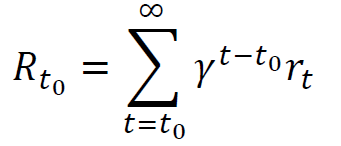 $R_{t_0} = \sum_{t=t_0}^{\infty} \gamma^{t-t_0} r_t$